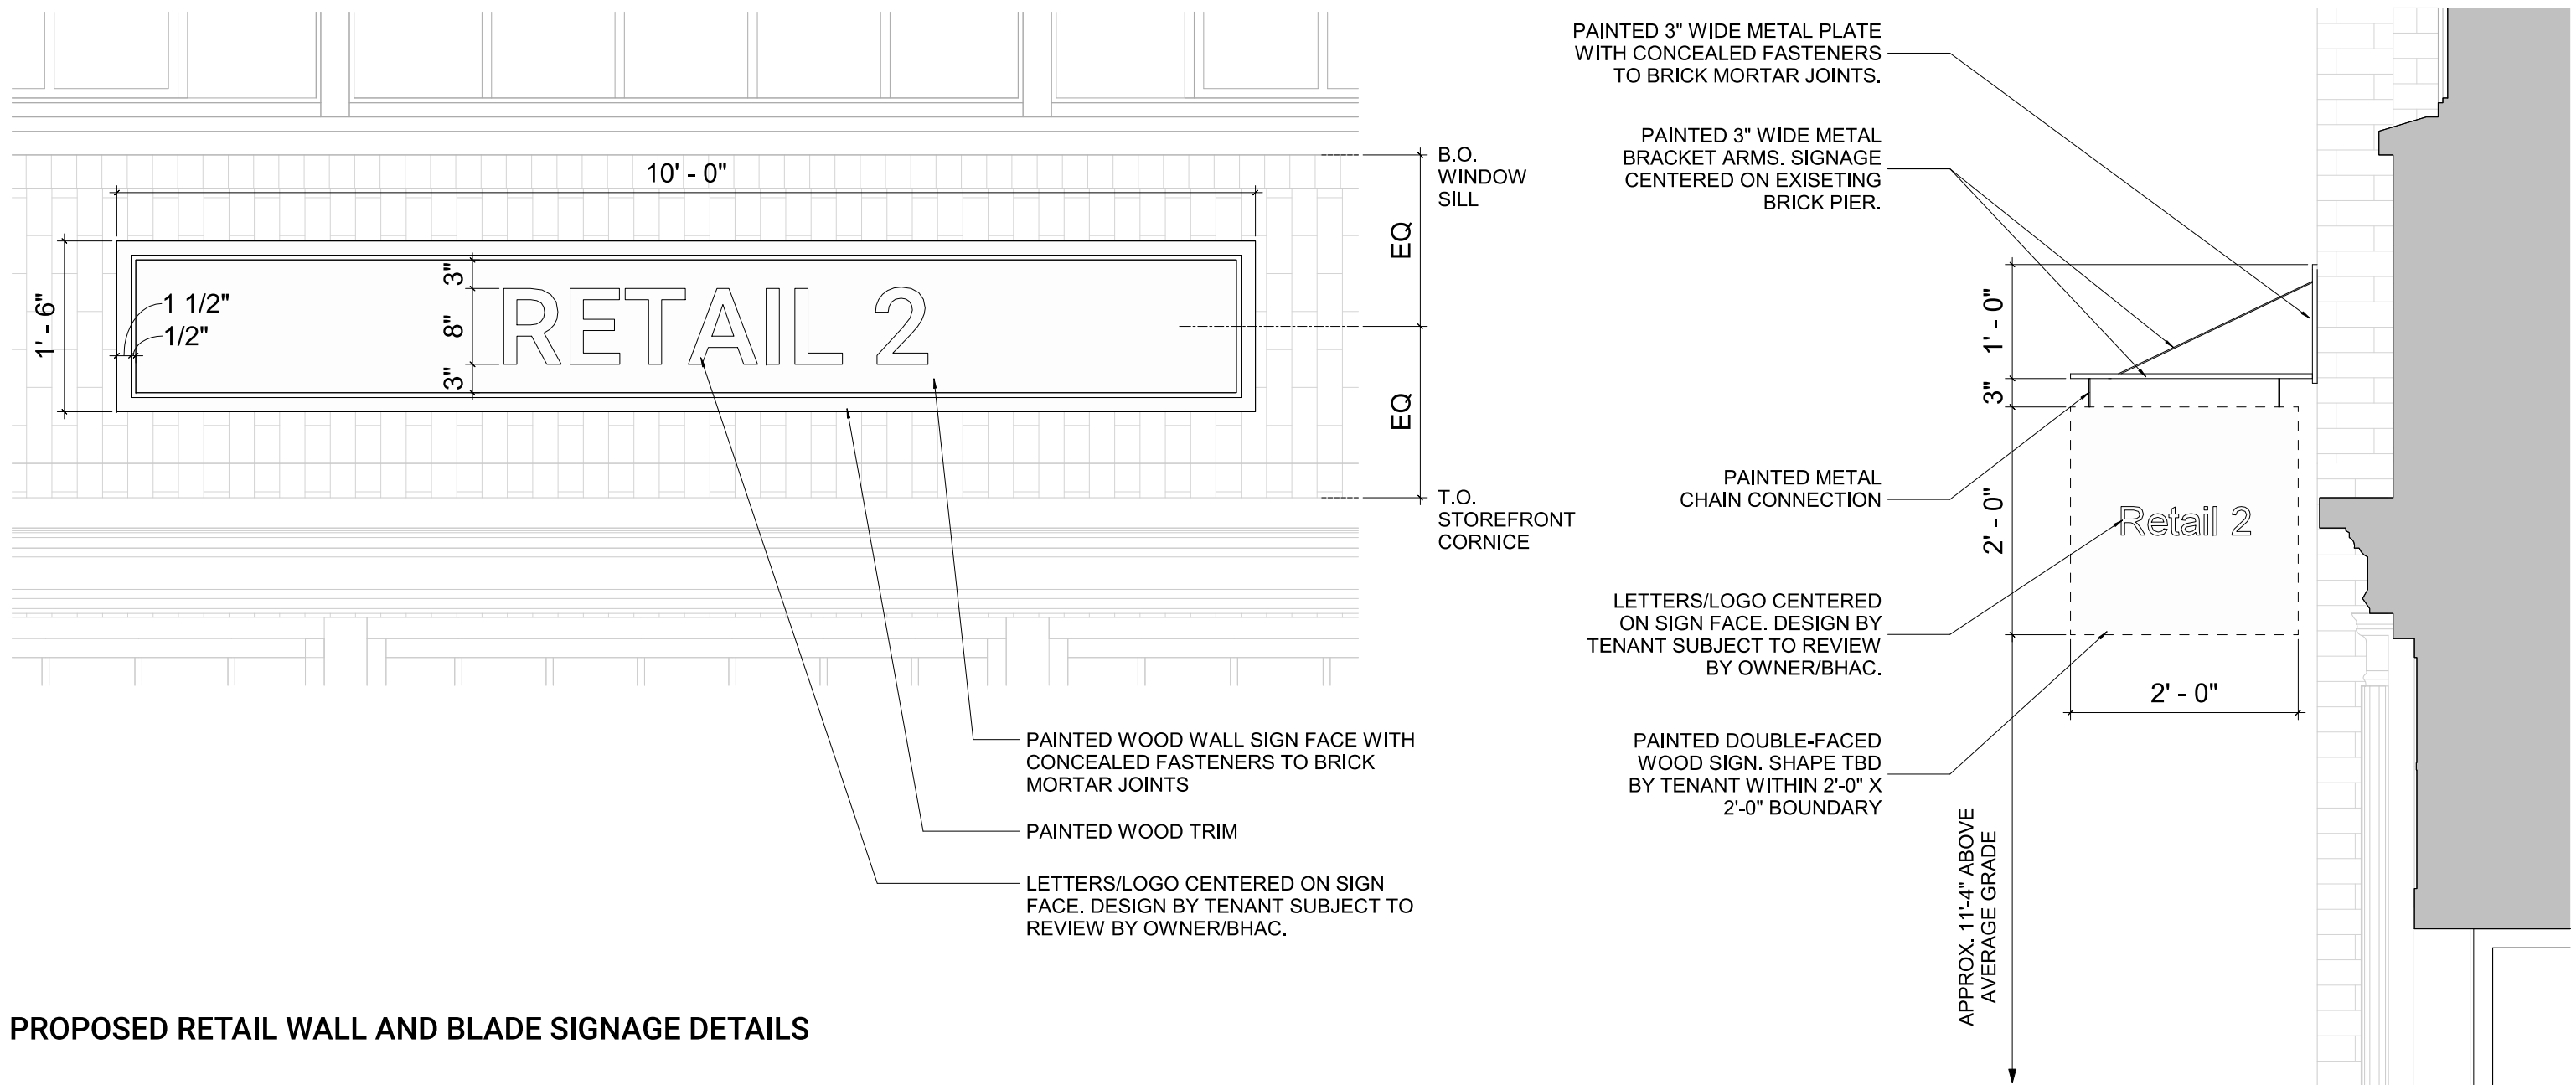 10' - 0"
1' - 6"
1 1/2"
1/2"
3"
8"
3"
RETAIL 2
B.O.
WINDOW
SILL
EQ
EQ
T.O.
STOREFRONT
CORNICE
PAINTED WOOD WALL SIGN FACE WITH
CONCEALED FASTENERS TO BRICK
MORTAR JOINTS
PAINTED WOOD TRIM
LETTERS/LOGO CENTERED ON SIGN
FACE. DESIGN BY TENANT SUBJECT TO
REVIEW BY OWNER/BHAC.
PAINTED 3" WIDE METAL PLATE
WITH CONCEALED FASTENERS
TO BRICK MORTAR JOINTS.
PAINTED 3" WIDE METAL
BRACKET ARMS. SIGNAGE
CENTERED ON EXISETING
BRICK PIER.
PAINTED METAL
CHAIN CONNECTION
LETTERS/LOGO CENTERED
ON SIGN FACE. DESIGN BY
TENANT SUBJECT TO REVIEW
BY OWNER/BHAC.
PAINTED DOUBLE-FACED
WOOD SIGN. SHAPE TBD
BY TENANT WITHIN 2'-0" X
2'-0" BOUNDARY
1' - 0"
3"
2' - 0"
Retail 2
2' - 0"
APPROX. 11'-4" ABOVE
AVERAGE GRADE
PROPOSED RETAIL WALL AND BLADE SIGNAGE DETAILS